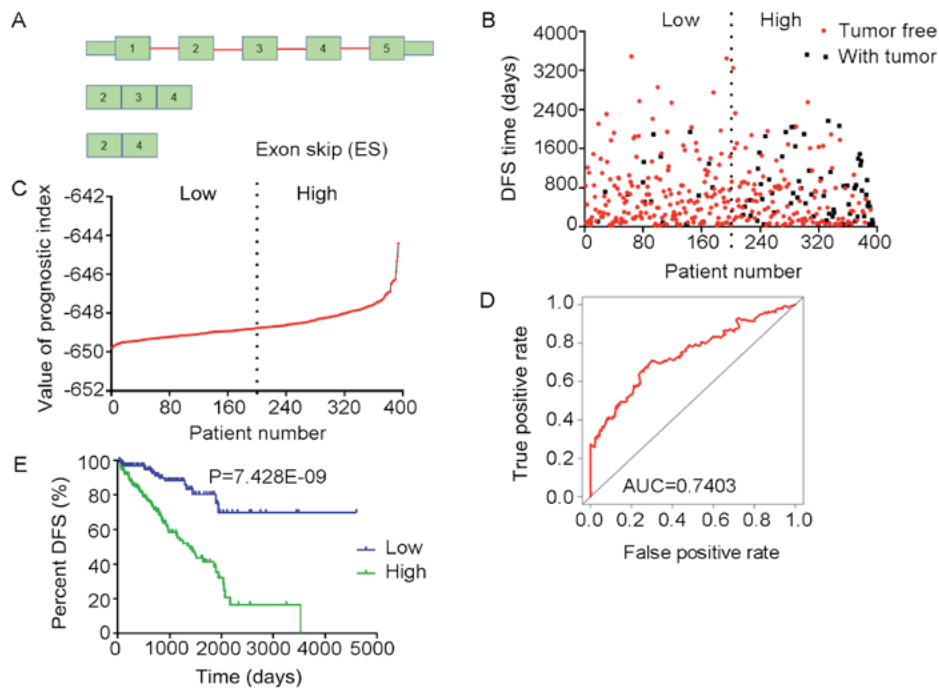 A
1 2 3 4 5
2 3 4
2 4
Exon skip (ES)
B
Low High
Tumor free
With tumor
DFS time (days)
4000
3200
2400
1600
800
0
0 80 160 240 320 400
Patient number
C
Low High
Value of prognostic index
-642
-644
-646
-648
-650
-652
0 80 160 240 320 400
Patient number
D
True positive rate
1.0
0.8
0.6
0.4
0.2
0.0
AUC=0.7403
0.0 0.2 0.4 0.6 0.8 1.0
False positive rate
E
Percent DFS (%)
100
80
60
40
20
0
P=7.428E-09
Low
High
0 1000 2000 3000 4000 5000
Time (days)